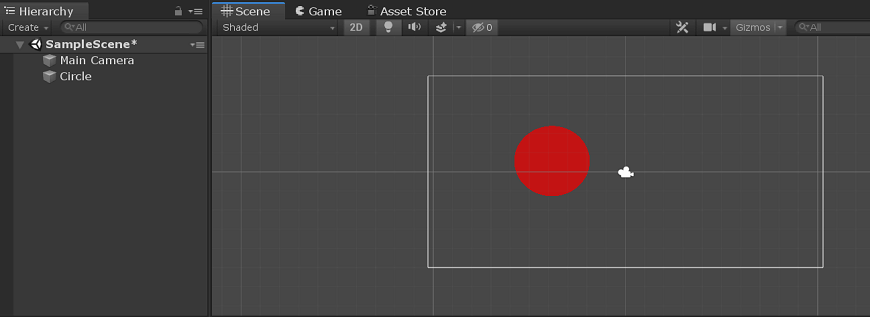 Hierarchy
Create All
SampleScene*
Main Camera
Circle
Scene Game Asset Store
Shaded 2D 0 Gizmos All